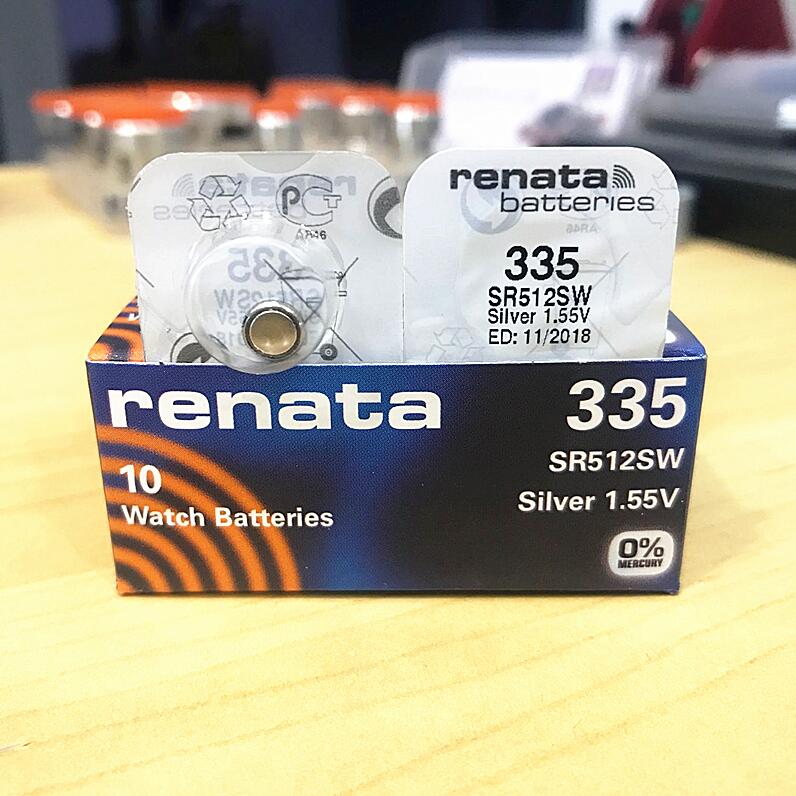 renata
batteries
335
SR512SW
Silver 1.55V
ED: 11/2018
renata
335
SR512SW
Silver 1.55V
10
Watch Batteries
0%
MERCURY